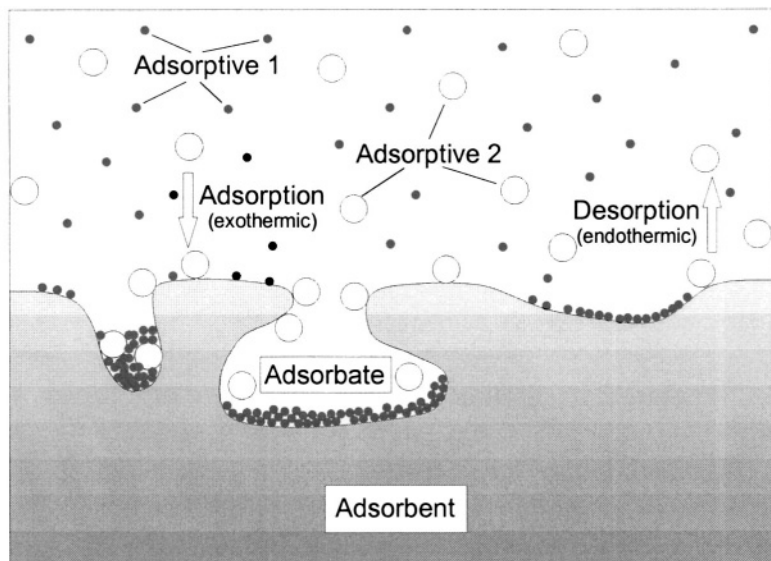 Adsorptive 1
Adsorptive 2
Adsorption
(exothermic)
Desorption
(endothermic)
Adsorbate
Adsorbent